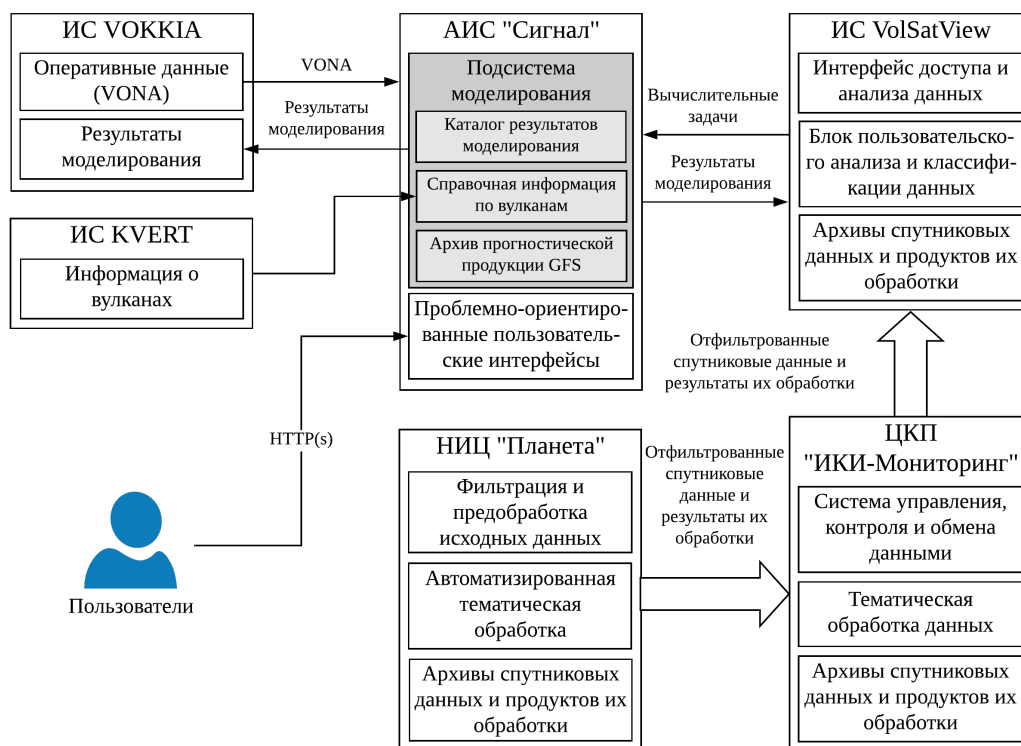 ИС VOKKIA
Оперативные данные
(VONA)
Результаты
моделирования
VONA
Результаты
моделирования
АИС "Сигнал"
Подсистема
моделирования
Каталог результатов
моделирования
Справочная информация
по вулканам
Архив прогностической
продукции GFS
Проблемно-ориентиро-
ванные пользователь-
ские интерфейсы
Вычислительные
задачи
Результаты
моделирования
ИС VolSatView
Интерфейс доступа и
анализа данных
Блок пользовательско-
го анализа и классифи-
кации данных
Архивы спутниковых
данных и продуктов их
обработки
ИС KVERT
Информация о
вулканах
Отфильтрованные
спутниковые данные и
результаты их обработки
HTTP(s)
Пользователи
НИЦ "Планета"
Фильтрация и
предобработка
исходных данных
Автоматизированная
тематическая
обработка
Архивы спутниковых
данных и продуктов их
обработки
Отфильтрованные
спутниковые
данные и
результаты их
обработки
ЦКП
"ИКИ-Мониторинг"
Система управления,
контроля и обмена
данными
Тематическая
обработка данных
Архивы спутниковых
данных и продуктов их
обработки